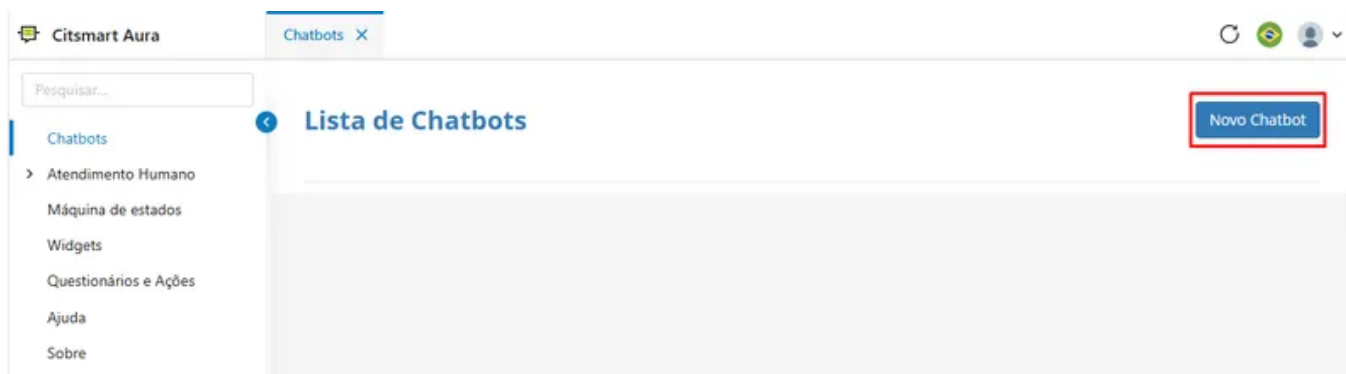 Citsmart Aura
Chatbots
Pesquisar...
Lista de Chatbots
Novo Chatbot
Chatbots
Atendimento Humano
Máquina de estados
Widgets
Questionários e Ações
Ajuda
Sobre